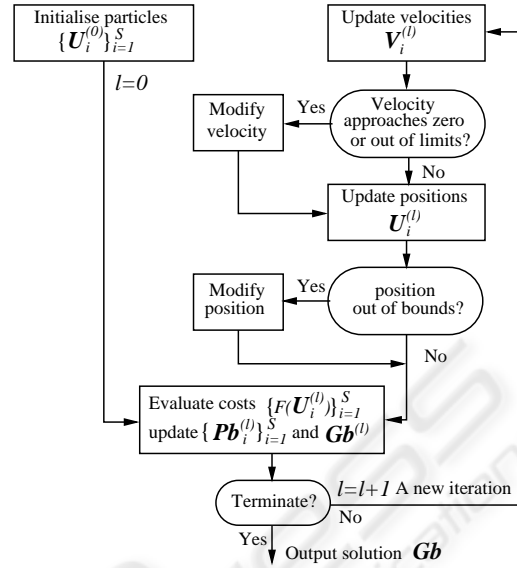 Initialise particles
{U_i^(0)}_{i=1}^S
l=0
Update velocities
V_i^(l)
Velocity
approaches zero
or out of limits?
Yes
Modify
velocity
No
Update positions
U_i^(l)
position
out of bounds?
Yes
Modify
position
No
Evaluate costs {F(U_i^(l))}_{i=1}^S
update {Pb_i^(l)}_{i=1}^S and Gb^(l)
Terminate?
l=l+1 A new iteration
No
Yes
Output solution Gb